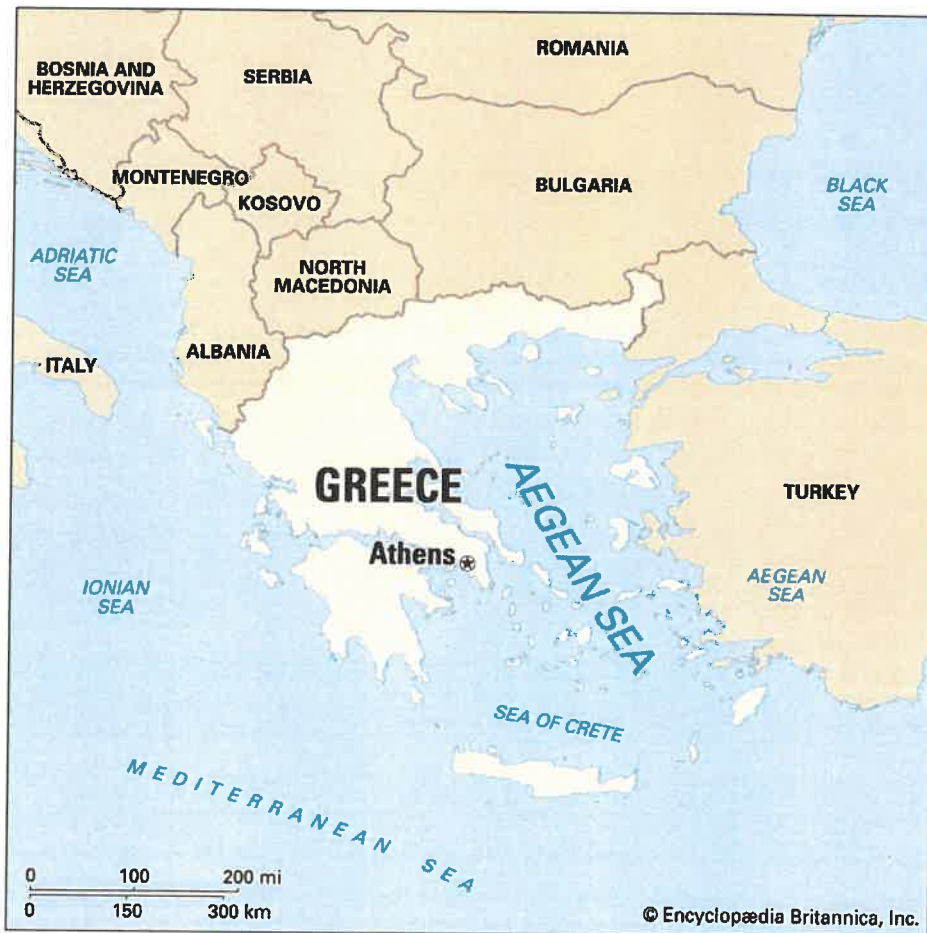 ROMANIA
BOSNIA AND
HERZEGOVINA
SERBIA
MONTENEGRO
KOSOVO
BULGARIA
BLACK
SEA
ADRIATIC
SEA
NORTH
MACEDONIA
ITALY
ALBANIA
GREECE
AEGEAN SEA
TURKEY
Athens
IONIAN
SEA
AEGEAN
SEA
SEA OF CRETE
MEDITERRANEAN SEA
0 100 200 mi
0 150 300 km
© Encyclopædia Britannica, Inc.